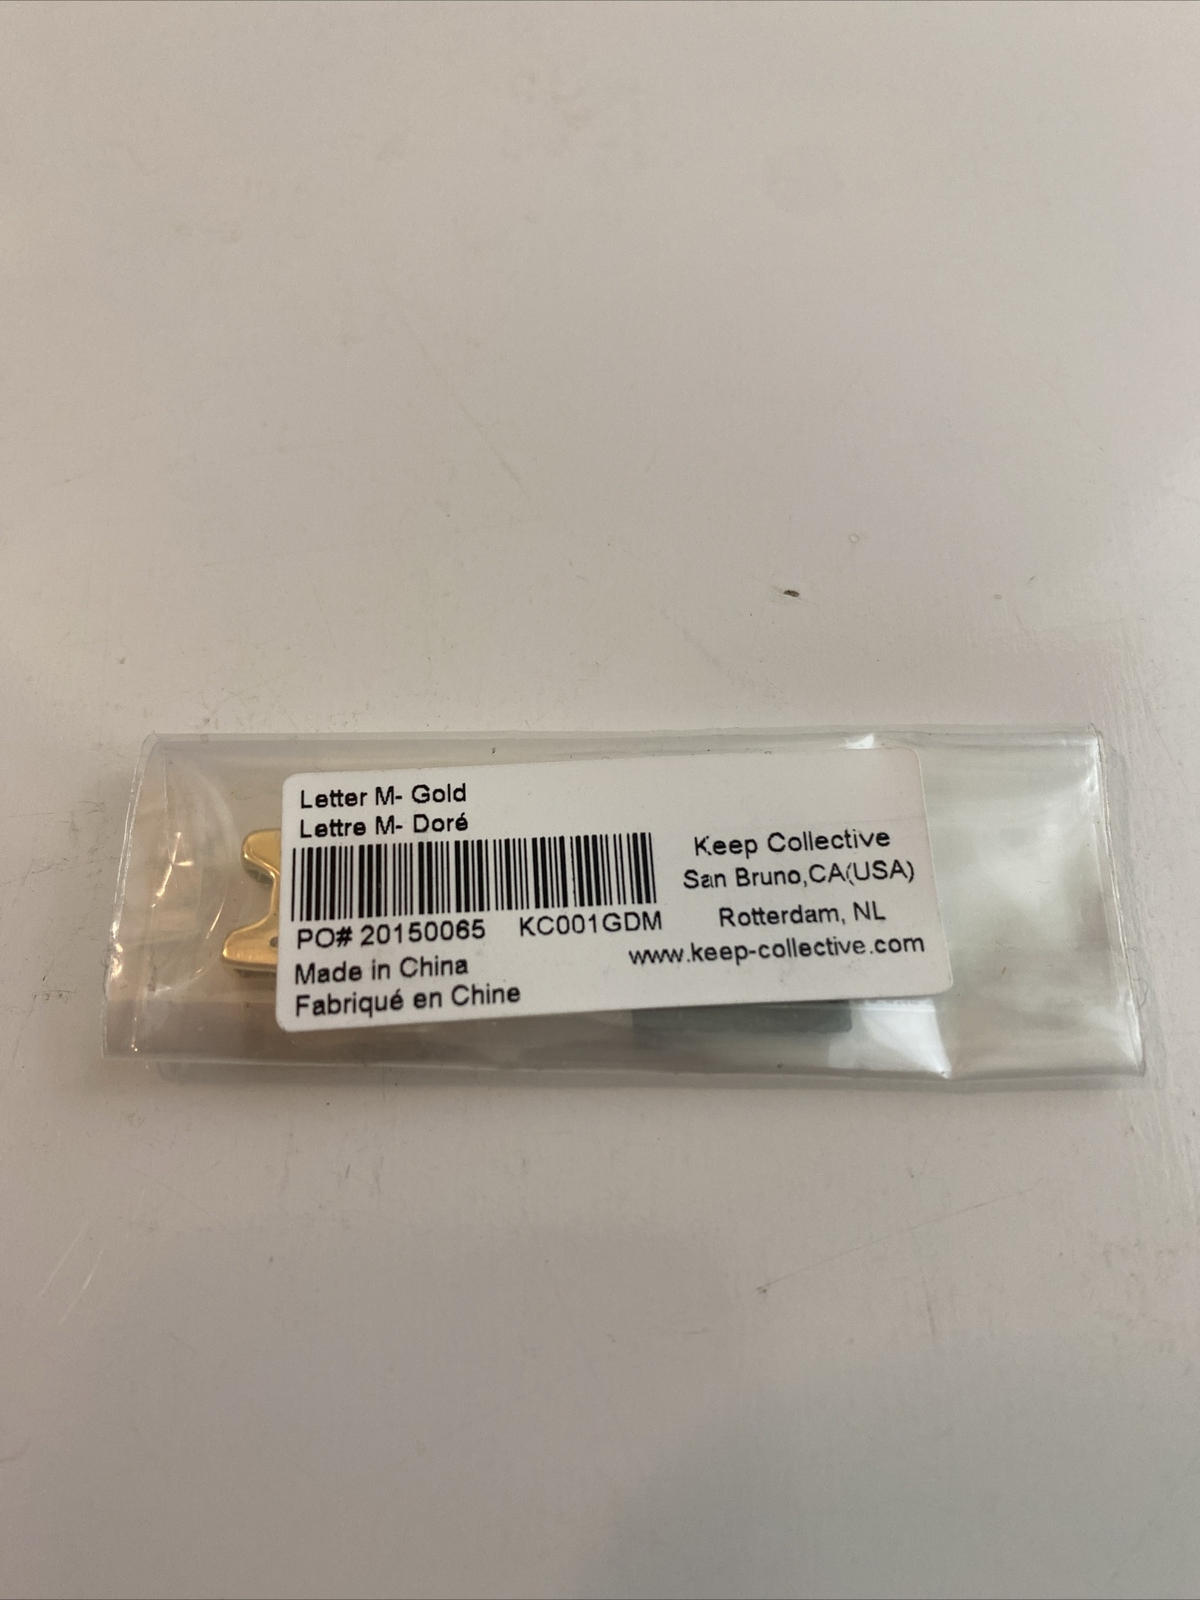 Letter M- Gold
Lettre M- Doré
PO# 20150065 KC001GDM
Made in China
Fabriqué en Chine
Keep Collective
San Bruno,CA(USA)
Rotterdam, NL
www.keep-collective.com